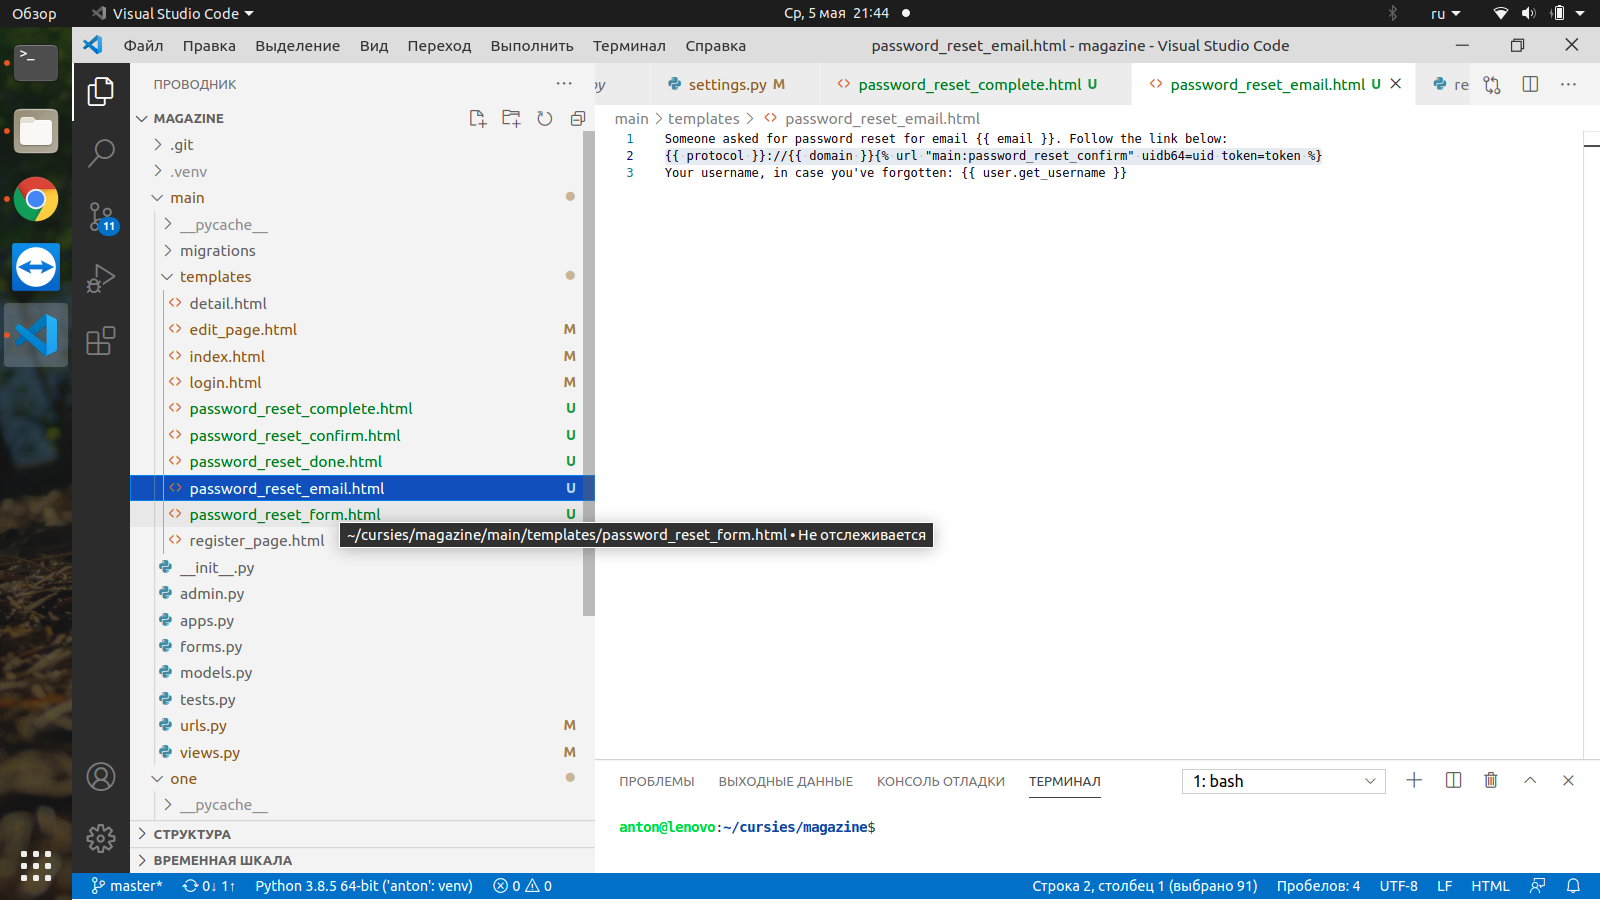 Обзор
Visual Studio Code
Ср, 5 мая 21:44
ru
Файл Правка Выделение Вид Переход Выполнить Терминал Справка
password_reset_email.html - magazine - Visual Studio Code
ПРОВОДНИК
MAGAZINE
.git
.venv
main
__pycache__
migrations
templates
detail.html
edit_page.html M
index.html M
login.html M
password_reset_complete.html U
password_reset_confirm.html U
password_reset_done.html U
password_reset_email.html U
password_reset_form.html U
~/cursies/magazine/main/templates/password_reset_form.html • Не отслеживается
register_page.html
__init__.py
admin.py
apps.py
forms.py
models.py
tests.py
urls.py M
views.py M
one
__pycache__
СТРУКТУРА
ВРЕМЕННАЯ ШКАЛА
11
py
settings.py M
password_reset_complete.html U
password_reset_email.html U
re
main > templates > password_reset_email.html
1 Someone asked for password reset for email {{ email }}. Follow the link below:
2 {{ protocol }}://{{ domain }}{% url "main:password_reset_confirm" uidb64=uid token=token %}
3 Your username, in case you've forgotten: {{ user.get_username }}
ПРОБЛЕМЫ ВЫХОДНЫЕ ДАННЫЕ КОНСОЛЬ ОТЛАДКИ ТЕРМИНАЛ
1: bash
anton@lenovo:~/cursies/magazine$
master* 0↓ 1↑ Python 3.8.5 64-bit ('anton': venv) 0 0
Строка 2, столбец 1 (выбрано 91) Пробелов: 4 UTF-8 LF HTML